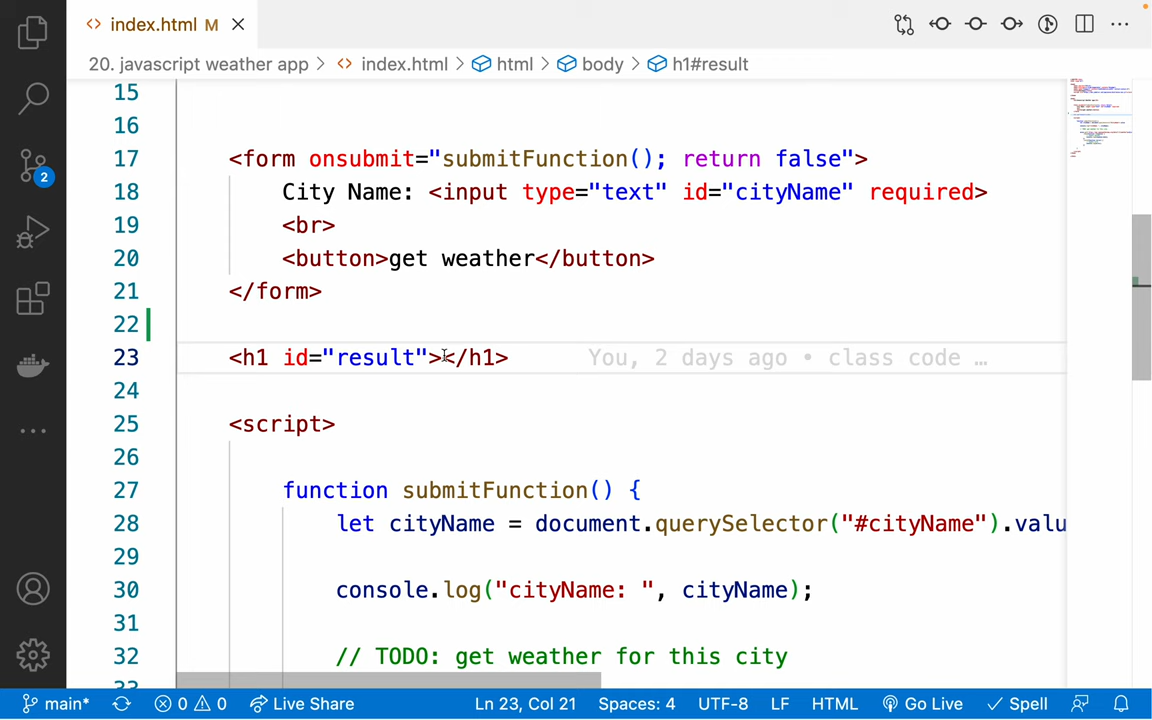 index.html M
20. javascript weather app > index.html > html > body > h1#result
15
16
17 <form onsubmit="submitFunction(); return false">
18 City Name: <input type="text" id="cityName" required>
19 <br>
20 <button>get weather</button>
21 </form>
22
23 <h1 id="result"></h1> You, 2 days ago • class code …
24
25 <script>
26
27 function submitFunction() {
28 let cityName = document.querySelector("#cityName").valu
29
30 console.log("cityName: ", cityName);
31
32 // TODO: get weather for this city
33
2
main* 0 0 Live Share Ln 23, Col 21 Spaces: 4 UTF-8 LF HTML Go Live Spell